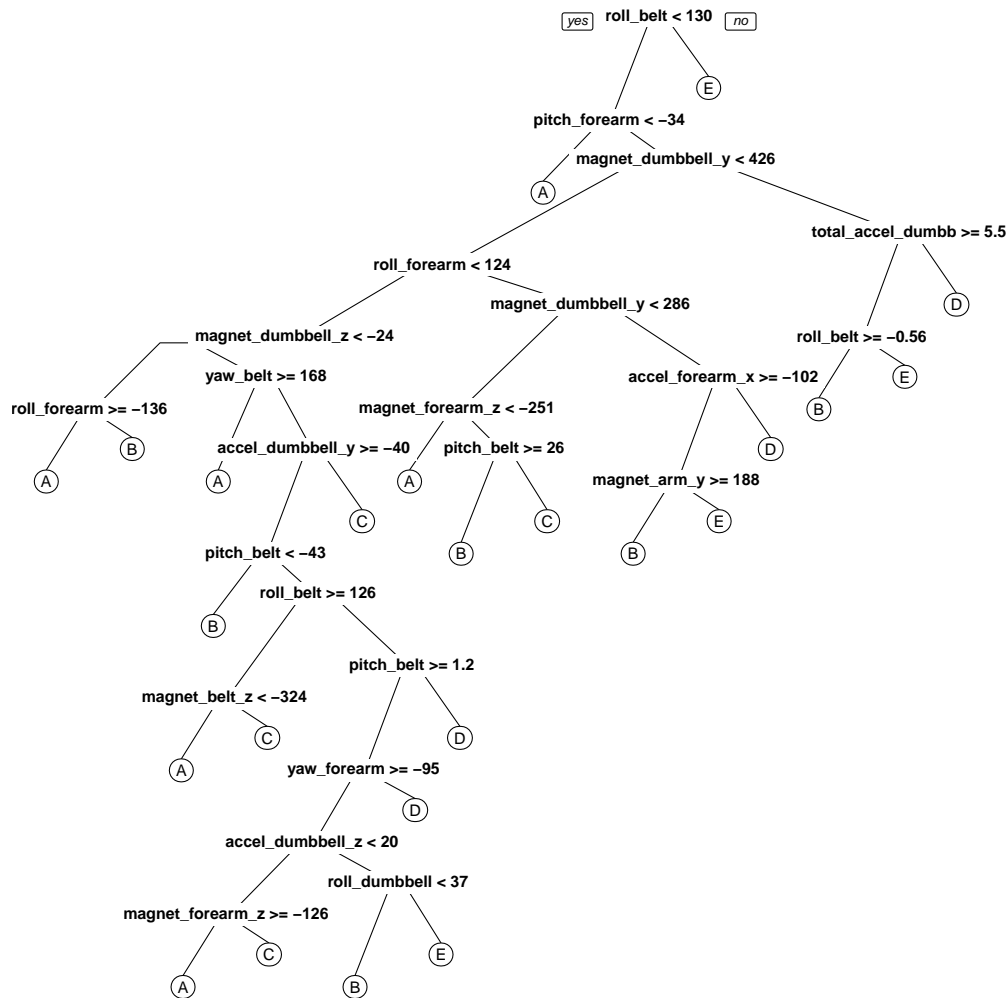 yes roll_belt < 130 no
E
pitch_forearm < −34
magnet_dumbbell_y < 426
A
total_accel_dumbb >= 5.5
roll_forearm < 124
magnet_dumbbell_y < 286
D
magnet_dumbbell_z < −24
roll_belt >= −0.56
yaw_belt >= 168
accel_forearm_x >= −102
E
roll_forearm >= −136
magnet_forearm_z < −251
B
B
accel_dumbbell_y >= −40
pitch_belt >= 26
D
A
A
A
magnet_arm_y >= 188
C
C
E
pitch_belt < −43
B
B
roll_belt >= 126
B
pitch_belt >= 1.2
magnet_belt_z < −324
C
D
A
yaw_forearm >= −95
D
accel_dumbbell_z < 20
roll_dumbbell < 37
magnet_forearm_z >= −126
C
E
A
B